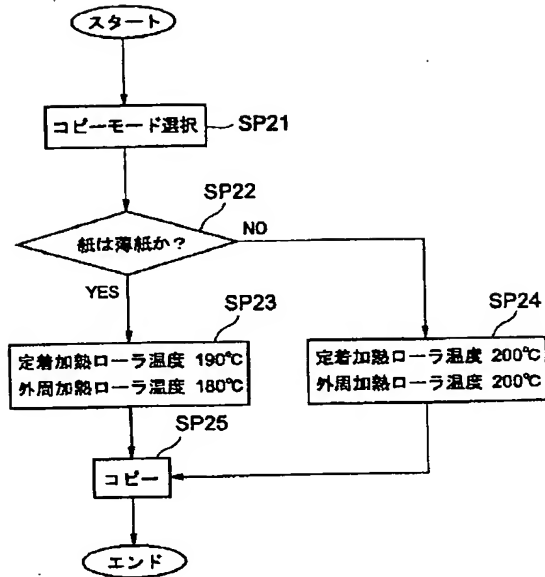 スタート
コピーモード選択
SP21
SP22
紙は薄紙か?
NO
YES
SP23
定着加熱ローラ温度 190℃
外周加熱ローラ温度 180℃
SP24
定着加熱ローラ温度 200℃
外周加熱ローラ温度 200℃
SP25
コピー
エンド